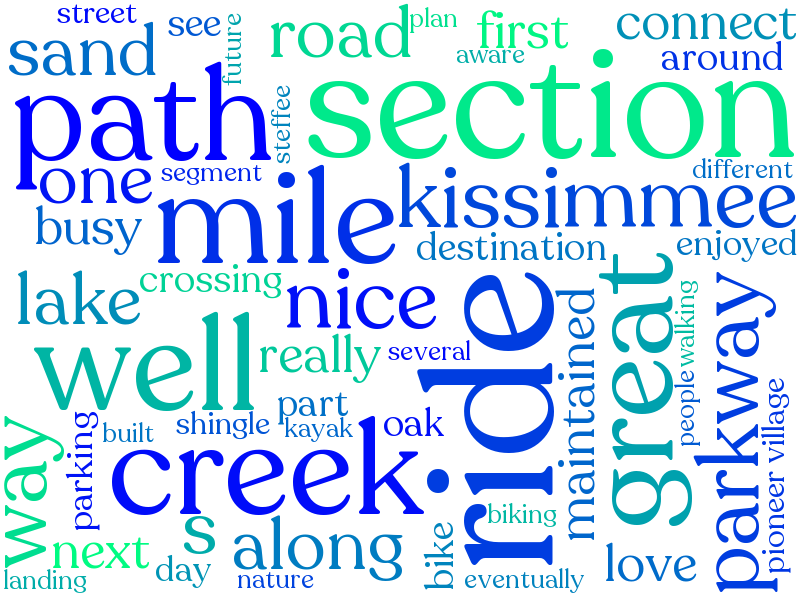 street
see
future
road
plan
first
aware
connect
around
sand
path
steffee
section
one
segment
different
busy
mile
kissimmee
destination
enjoyed
lake
crossing
nice
ride
maintained
great
walking
parkway
well
really
several
people
way
parking
built
shingle
part
kayak
oak
pioneer
village
creek
s
along
bike
biking
next
day
landing
nature
eventually
love